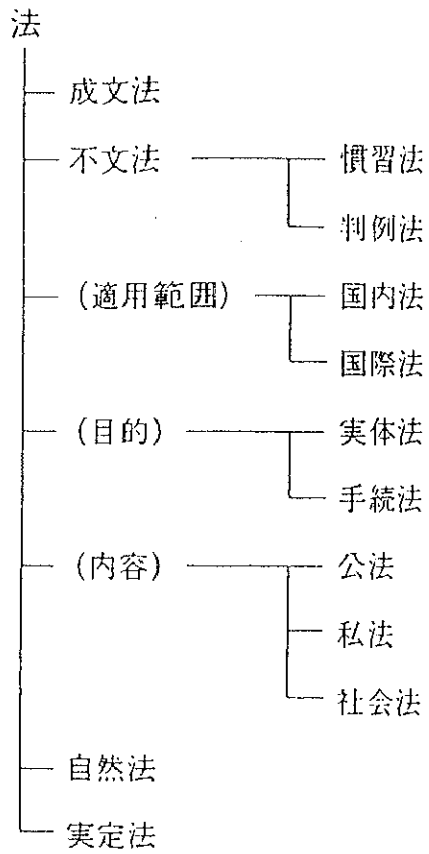 法
成文法
不文法 慣習法
判例法
(適用範囲) 国内法
国際法
(目的) 実体法
手続法
(内容) 公法
私法
社会法
自然法
実定法